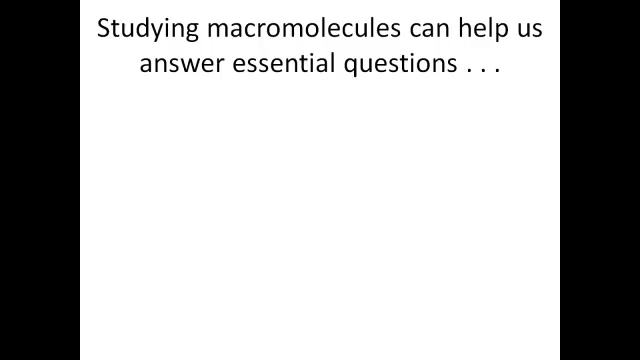 Studying macromolecules can help us
answer essential questions . . .